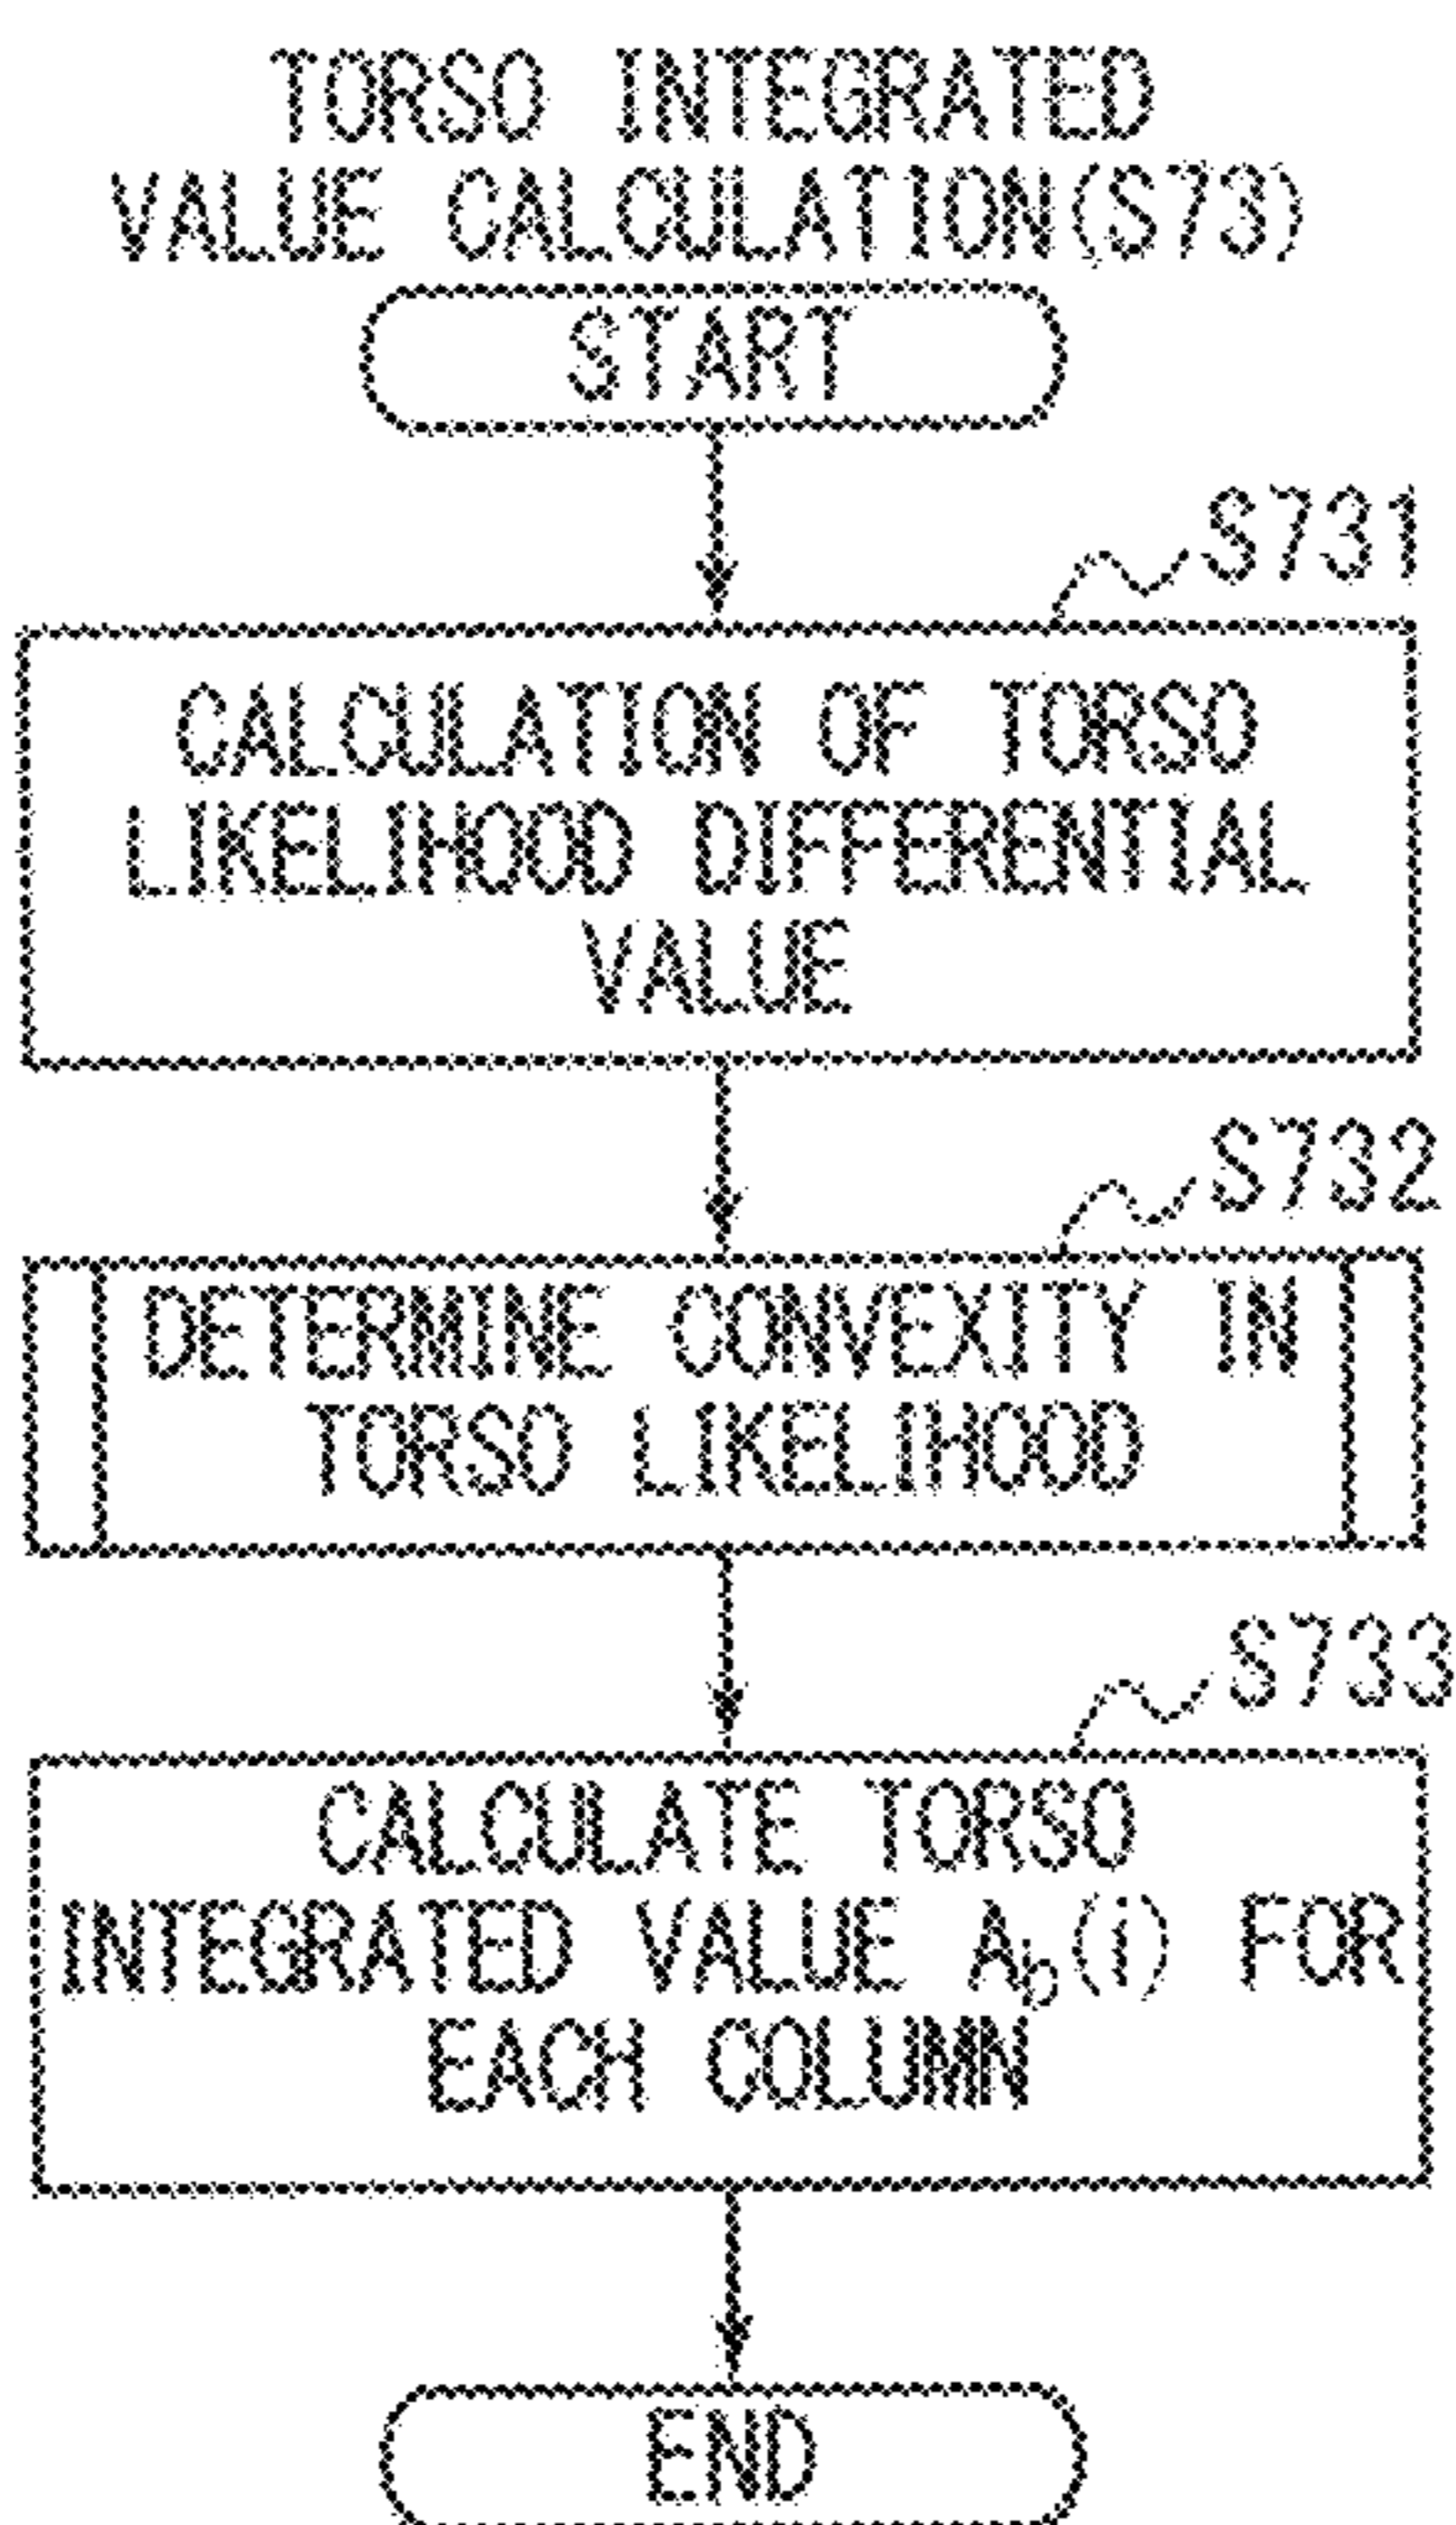 TORSO INTEGRATED
VALUE CALCULATION(S73)
START
S731
CALCULATION OF TORSO
LIKELIHOOD DIFFERENTIAL
VALUE
S732
DETERMINE CONVEXITY IN
TORSO LIKELIHOOD
S733
CALCULATE TORSO
INTEGRATED VALUE Ab(i) FOR
EACH COLUMN
END